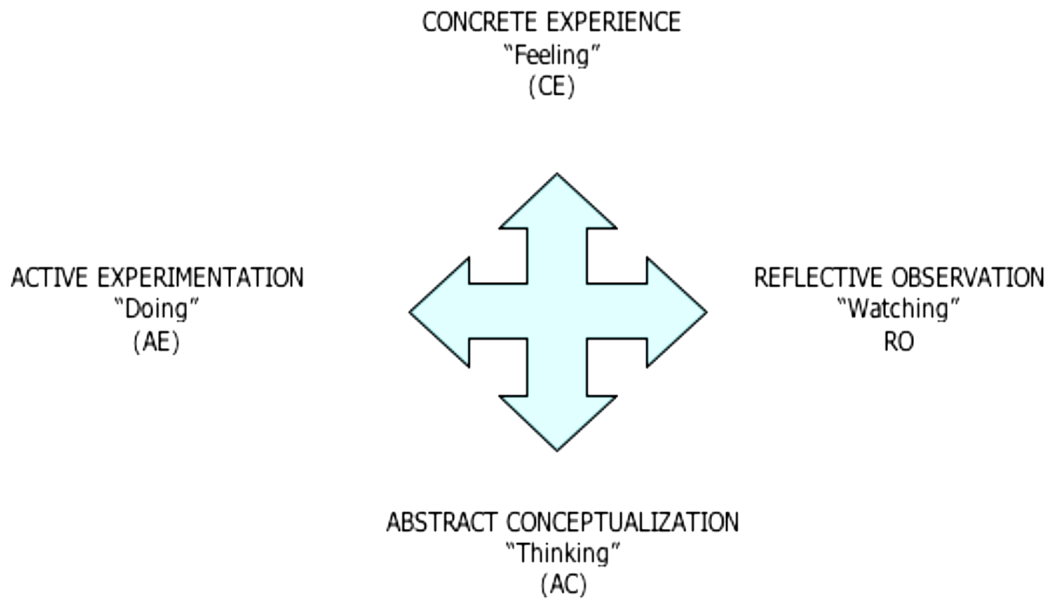 CONCRETE EXPERIENCE
“Feeling”
(CE)
ACTIVE EXPERIMENTATION
“Doing”
(AE)
REFLECTIVE OBSERVATION
“Watching”
RO
ABSTRACT CONCEPTUALIZATION
“Thinking”
(AC)